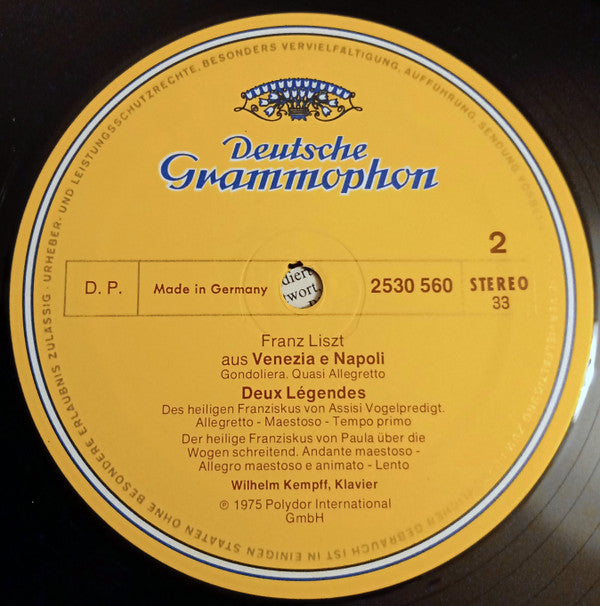 Deutsche
Grammophon
2
D. P.
Made in Germany
diert
twort
2530 560
STEREO
33
Franz Liszt
aus Venezia e Napoli
Gondoliera. Quasi Allegretto
Deux Légendes
Des heiligen Franziskus von Assisi Vogelpredigt.
Allegretto - Maestoso - Tempo primo
Der heilige Franziskus von Paula über die
Wogen schreitend. Andante maestoso -
Allegro maestoso e animato - Lento
Wilhelm Kempff, Klavier
℗ 1975 Polydor International
GmbH
URHEBER- UND LEISTUNGSSCHUTZRECHTE. BESONDERS VERVIELFÄLTIGUNG, AUFFÜHRUNG, SENDUNG
GEBRAUCH IST IN EINIGEN STAATEN OHNE BESONDERE ERLAUBNIS ZULÄSSIG ·